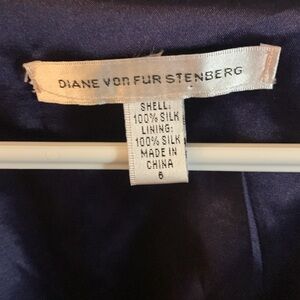 DIANE VON FURSTENBERG
SHELL:
100% SILK
LINING:
100% SILK
MADE IN
CHINA
6